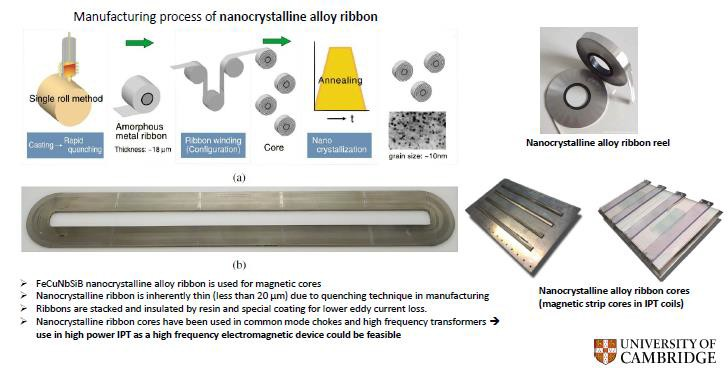 Manufacturing process of nanocrystalline alloy ribbon
Single roll method
Casting → Rapid
quenching
Amorphous
metal ribbon
Thickness: ~18 μm
Ribbon winding
(Configuration)
Core
Annealing
t
Nano
crystallization
grain size: ~10nm
(a)
Nanocrystalline alloy ribbon reel
(b)
Nanocrystalline alloy ribbon cores
(magnetic strip cores in IPT coils)
➢ FeCuNbSiB nanocrystalline alloy ribbon is used for magnetic cores
➢ Nanocrystalline ribbon is inherently thin (less than 20 μm) due to quenching technique in manufacturing
➢ Ribbons are stacked and insulated by resin and special coating for lower eddy current loss.
➢ Nanocrystalline ribbon cores have been used in common mode chokes and high frequency transformers →
use in high power IPT as a high frequency electromagnetic device could be feasible
UNIVERSITY OF
CAMBRIDGE